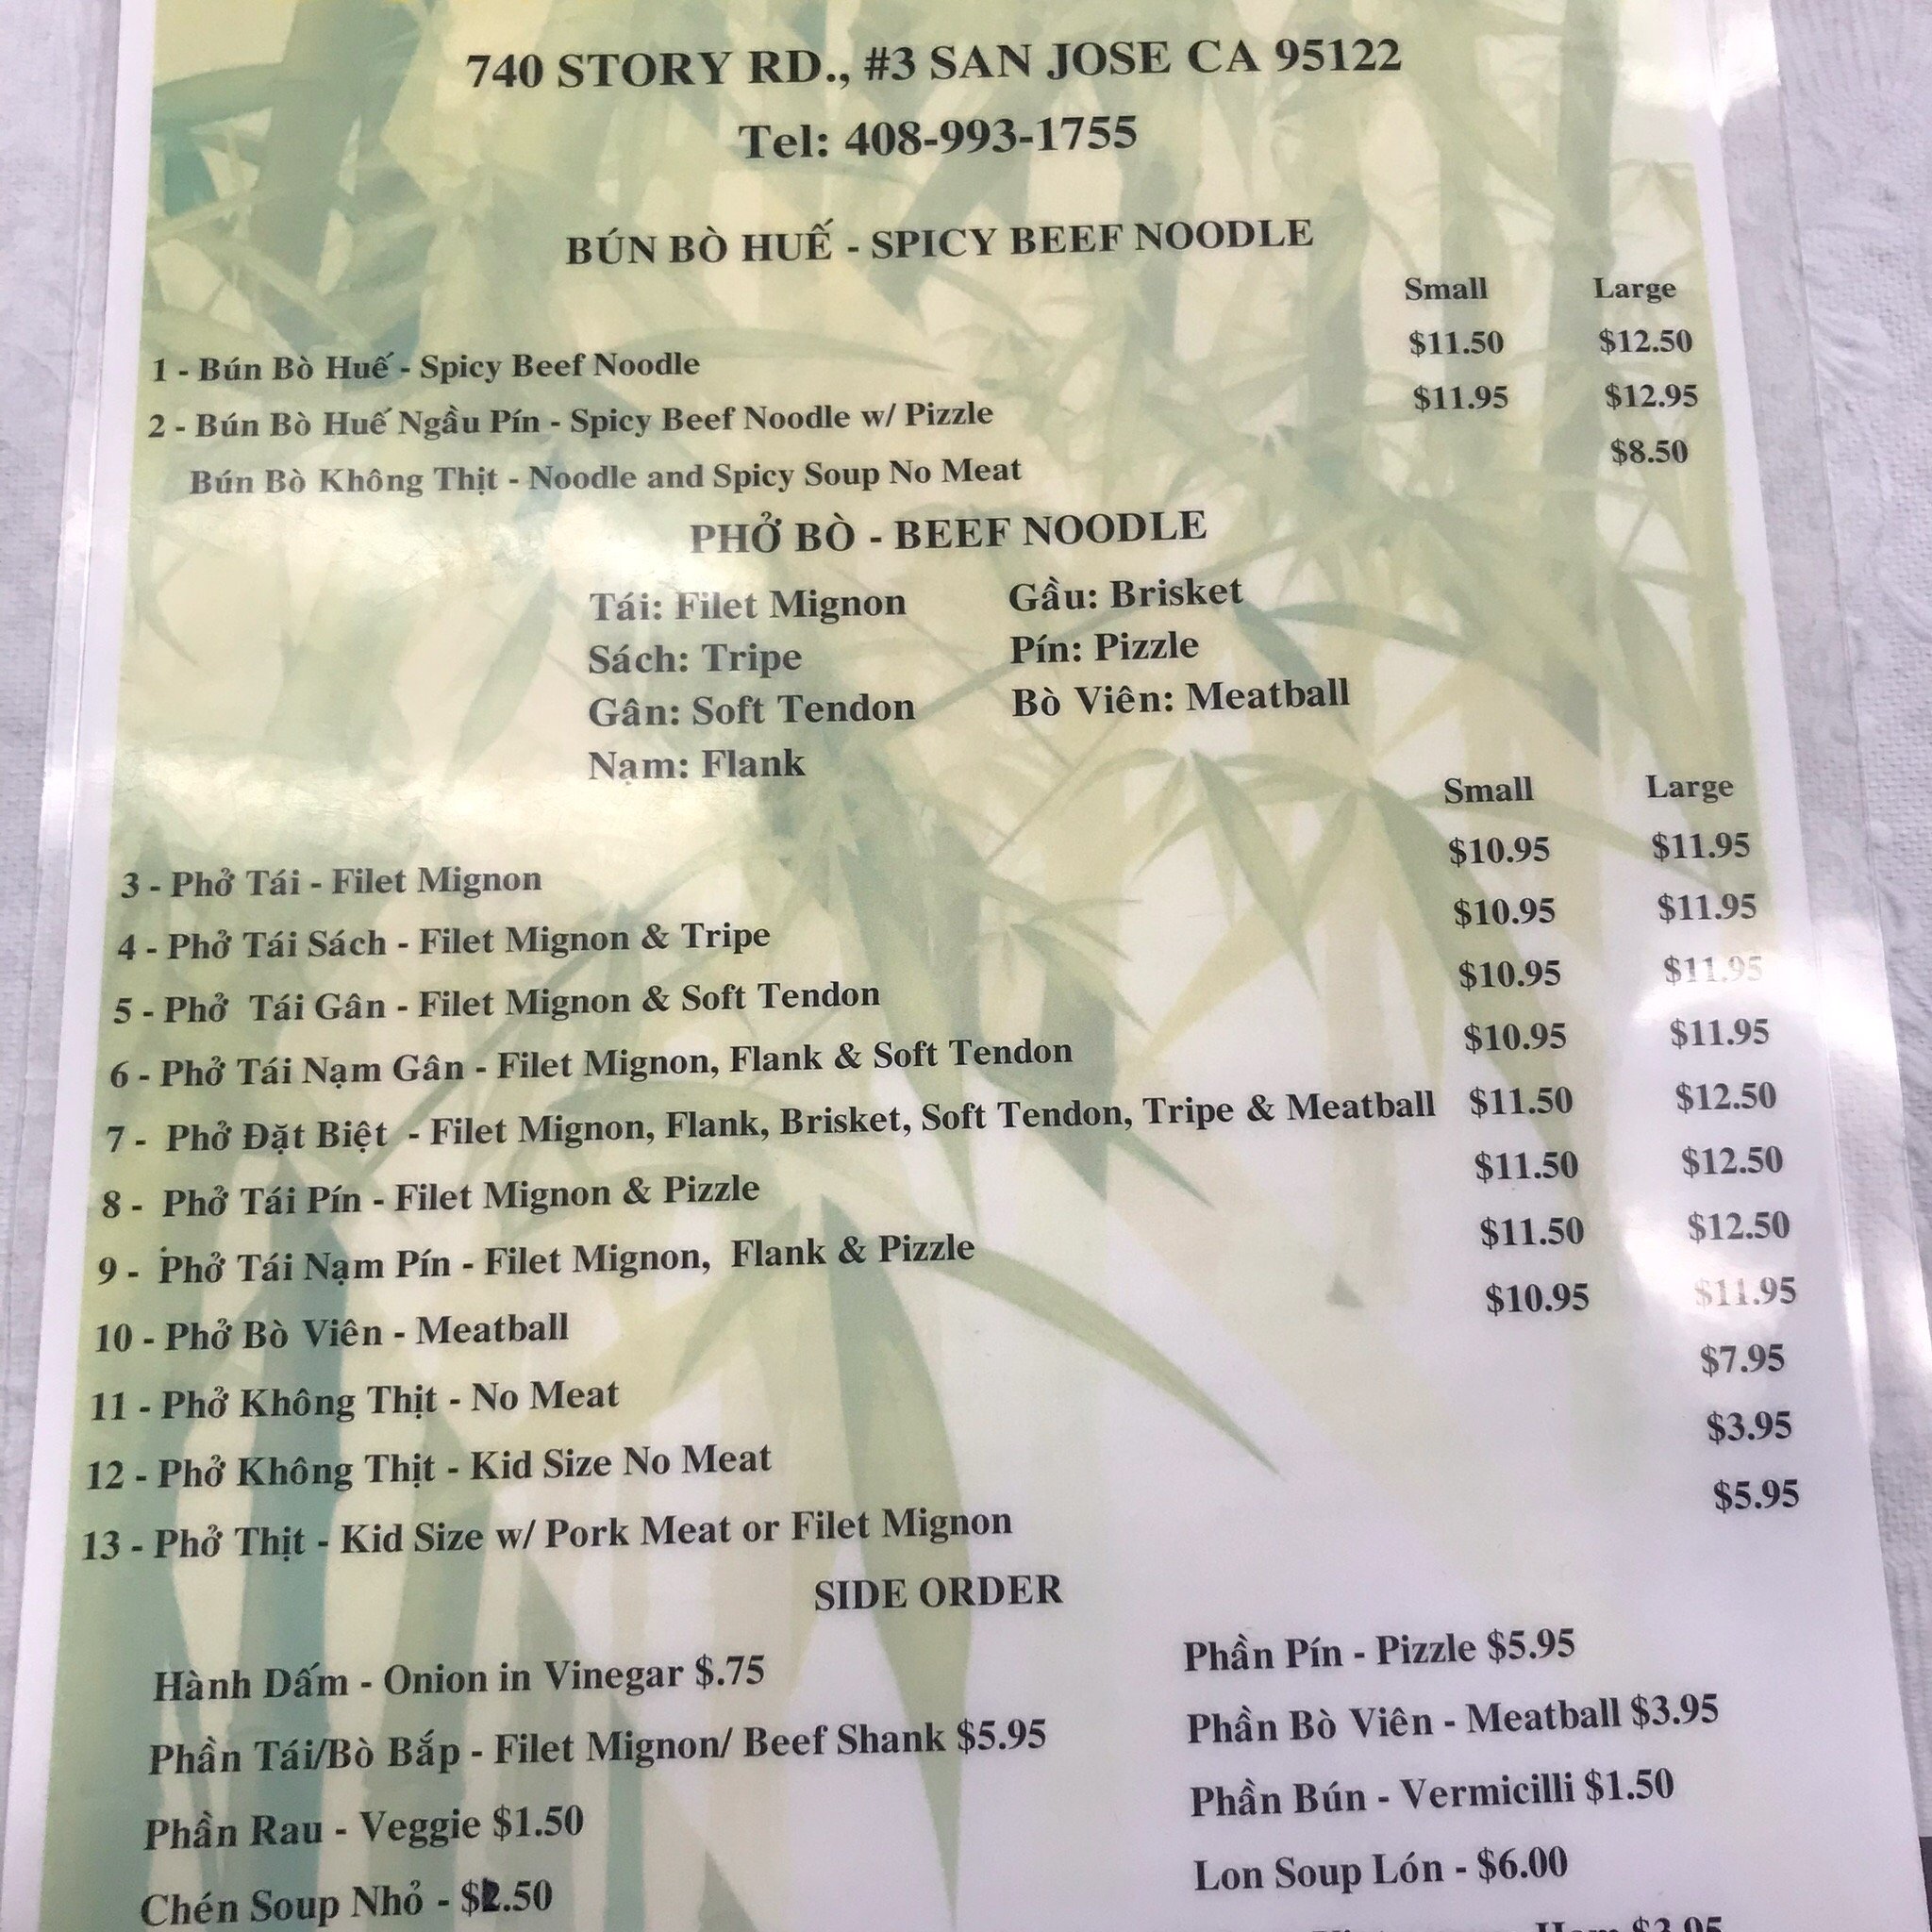 740 STORY RD., #3 SAN JOSE CA 95122
Tel: 408-993-1755
BÚN BÒ HUẾ - SPICY BEEF NOODLE
Small Large
1 - Bún Bò Huế - Spicy Beef Noodle $11.50 $12.50
2 - Bún Bò Huế Ngầu Pín - Spicy Beef Noodle w/ Pizzle $11.95 $12.95
Bún Bò Không Thịt - Noodle and Spicy Soup No Meat $8.50
PHỞ BÒ - BEEF NOODLE
Tái: Filet Mignon Gầu: Brisket
Sách: Tripe Pín: Pizzle
Gân: Soft Tendon Bò Viên: Meatball
Nạm: Flank
Small Large
3 - Phở Tái - Filet Mignon $10.95 $11.95
4 - Phở Tái Sách - Filet Mignon & Tripe $10.95 $11.95
5 - Phở Tái Gân - Filet Mignon & Soft Tendon $10.95 $11.95
6 - Phở Tái Nạm Gân - Filet Mignon, Flank & Soft Tendon $10.95 $11.95
7 - Phở Đặt Biệt - Filet Mignon, Flank, Brisket, Soft Tendon, Tripe & Meatball $11.50 $12.50
8 - Phở Tái Pín - Filet Mignon & Pizzle $11.50 $12.50
9 - Phở Tái Nạm Pín - Filet Mignon, Flank & Pizzle $11.50 $12.50
10 - Phở Bò Viên - Meatball $10.95 $11.95
11 - Phở Không Thịt - No Meat $7.95
12 - Phở Không Thịt - Kid Size No Meat $3.95
13 - Phở Thịt - Kid Size w/ Pork Meat or Filet Mignon $5.95
SIDE ORDER
Hành Dấm - Onion in Vinegar $.75 Phần Pín - Pizzle $5.95
Phần Tái/Bò Bắp - Filet Mignon/ Beef Shank $5.95 Phần Bò Viên - Meatball $3.95
Phần Rau - Veggie $1.50 Phần Bún - Vermicilli $1.50
Chén Soup Nhỏ - $2.50 Lon Soup Lón - $6.00
Ham $3.95